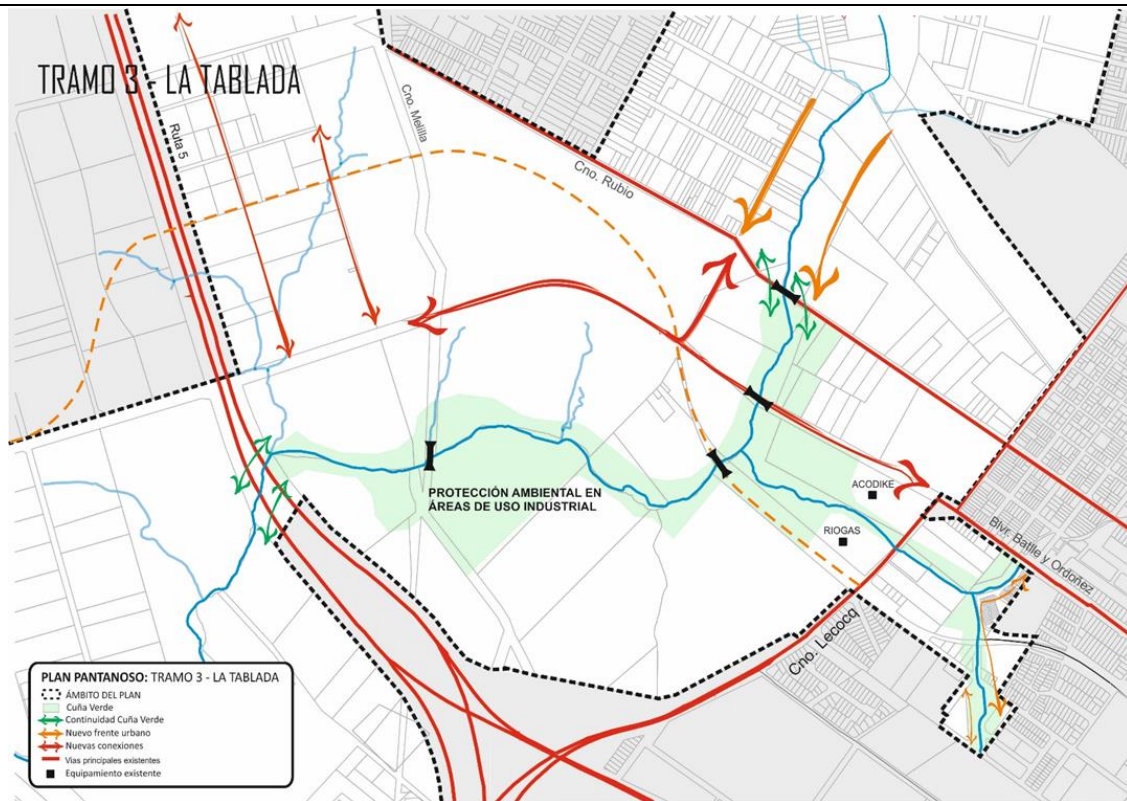 TRAMO 3 - LA TABLADA
Ruta 5
Cno. Melilla
Cno. Rubio
PROTECCIÓN AMBIENTAL EN
ÁREAS DE USO INDUSTRIAL
ACODIKE
RIOGAS
Blvr. Batlle y Ordoñez
Cno. Lecocq
PLAN PANTANOSO: TRAMO 3 - LA TABLADA
ÁMBITO DEL PLAN
Cuña Verde
Continuidad Cuña Verde
Nuevo frente urbano
Nuevas conexiones
Vías principales existentes
Equipamiento existente